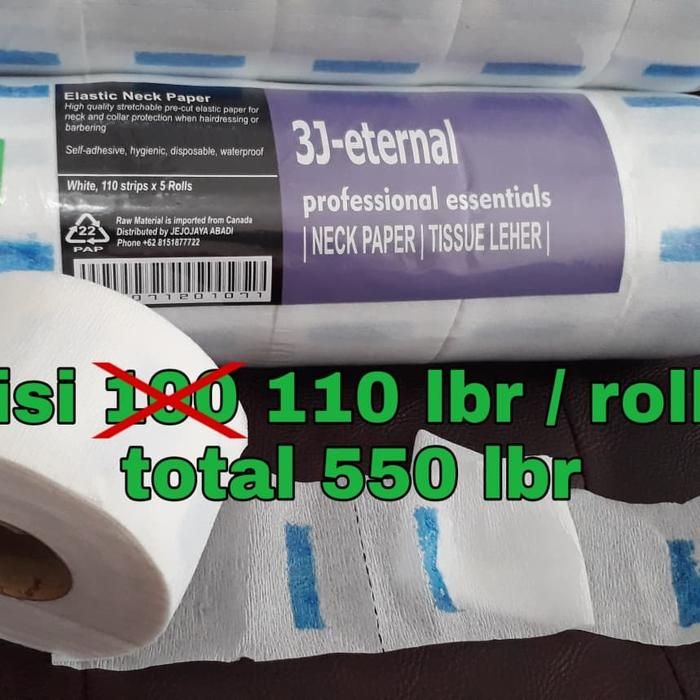 Elastic Neck Paper
High quality stretchable pre-cut elastic paper for
neck and collar protection when hairdressing or
barbering
Self-adhesive, hygienic, disposable, waterproof
White, 110 strips x 5 Rolls
22
PAP
Raw Material is imported from Canada
Distributed by JEJOJAYA ABADI
Phone +62 8151877722
3J-eternal
professional essentials
| NECK PAPER | TISSUE LEHER |
isi 100 110 lbr / roll
total 550 lbr